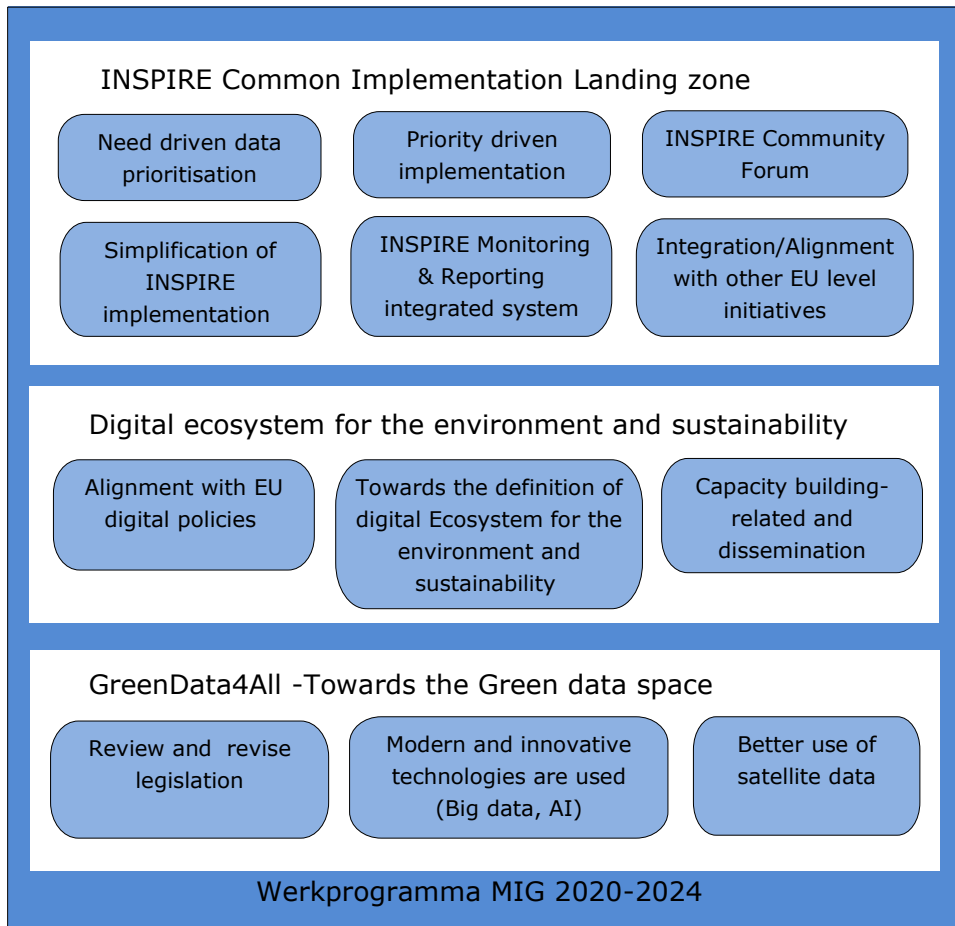 INSPIRE Common Implementation Landing zone
Need driven data
prioritisation
Priority driven
implementation
INSPIRE Community
Forum
Simplification of
INSPIRE
implementation
INSPIRE Monitoring
& Reporting
integrated system
Integration/Alignment
with other EU level
initiatives
Digital ecosystem for the environment and sustainability
Alignment with EU
digital policies
Towards the definition of
digital Ecosystem for the
environment and
sustainability
Capacity building-
related and
dissemination
GreenData4All -Towards the Green data space
Review and  revise
legislation
Modern and innovative
technologies are used
(Big data, AI)
Better use of
satellite data
Werkprogramma MIG 2020-2024